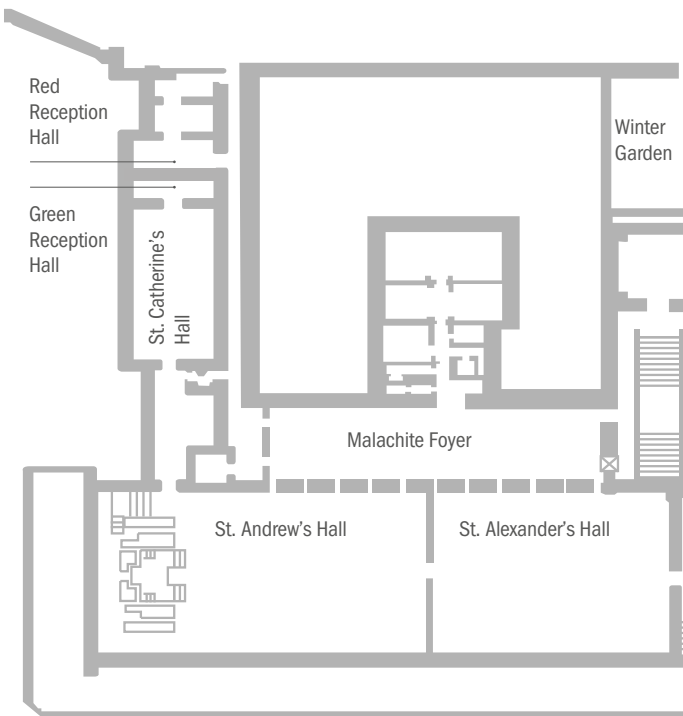 Red
Reception
Hall
Winter
Garden
Green
Reception
Hall
St. Catherine's
Hall
Malachite Foyer
St. Andrew's Hall
St. Alexander's Hall